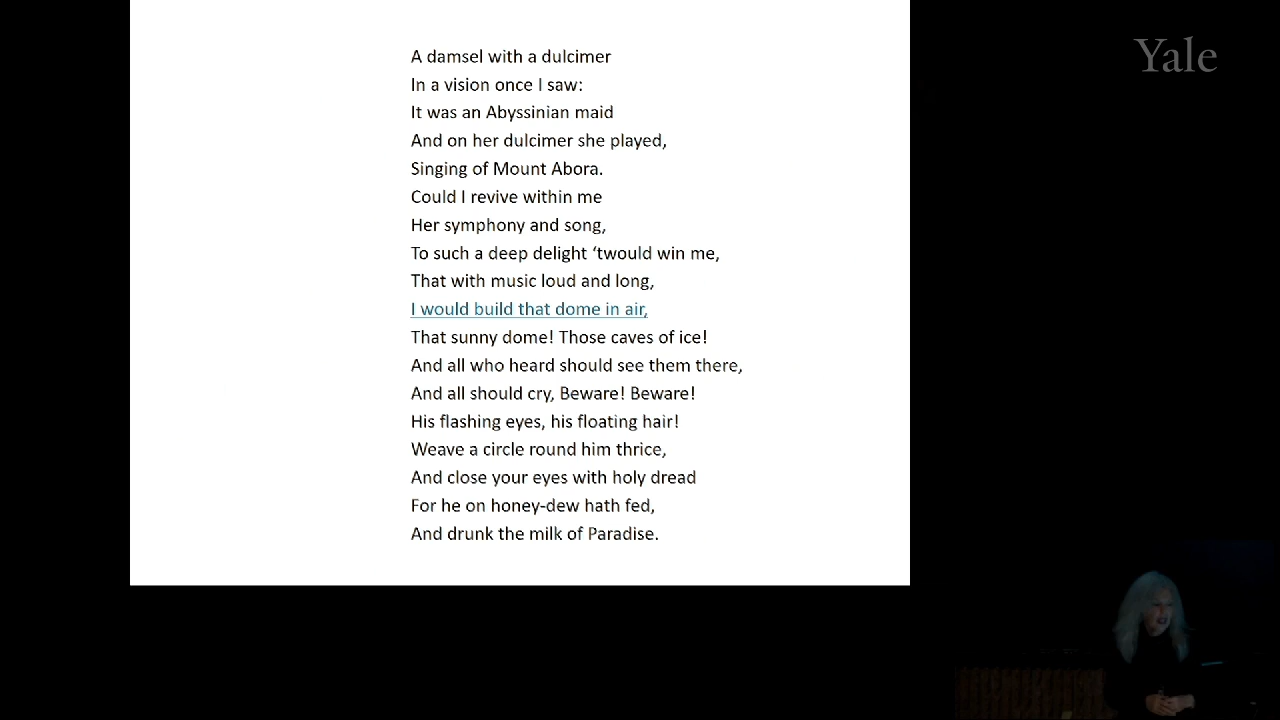 Yale
A damsel with a dulcimer
In a vision once I saw:
It was an Abyssinian maid
And on her dulcimer she played,
Singing of Mount Abora.
Could I revive within me
Her symphony and song,
To such a deep delight ‘twould win me,
That with music loud and long,
I would build that dome in air,
That sunny dome! Those caves of ice!
And all who heard should see them there,
And all should cry, Beware! Beware!
His flashing eyes, his floating hair!
Weave a circle round him thrice,
And close your eyes with holy dread
For he on honey-dew hath fed,
And drunk the milk of Paradise.